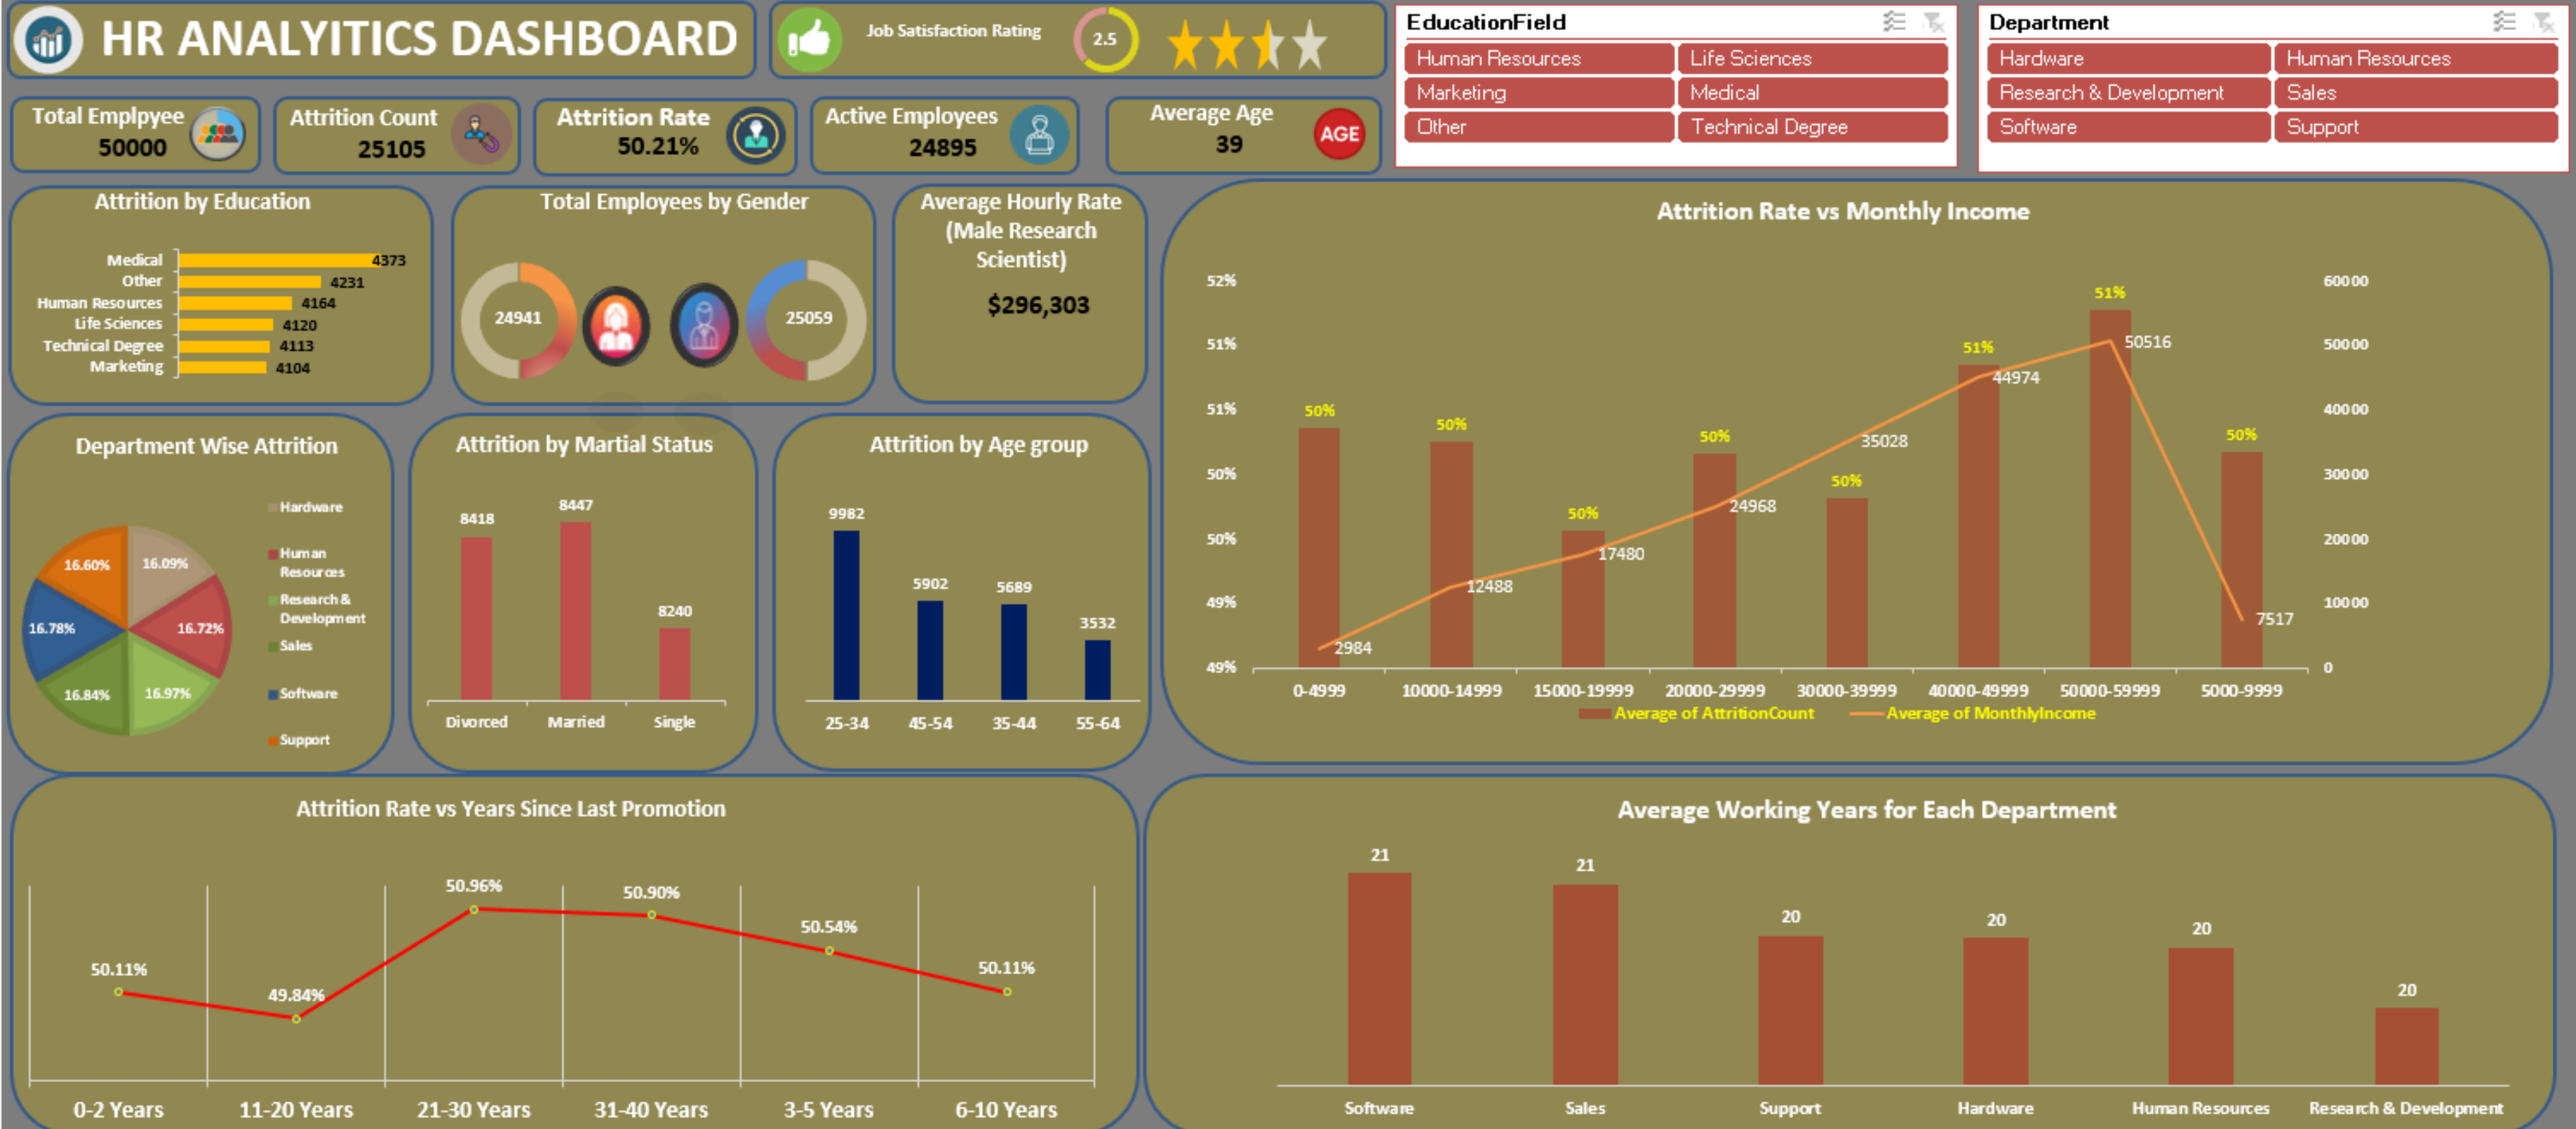 HR ANALYITICS DASHBOARD
Job Satisfaction Rating
2.5
EducationField
Human Resources
Life Sciences
Marketing
Medical
Other
Technical Degree
Department
Hardware
Human Resources
Research & Development
Sales
Software
Support
Total Emplpyee
50000
Attrition Count
25105
Attrition Rate
50.21%
Active Employees
24895
Average Age
39
AGE
Attrition by Education
Medical
4373
Other
4231
Human Resources
4164
Life Sciences
4120
Technical Degree
4113
Marketing
4104
Total Employees by Gender
24941
25059
Average Hourly Rate
(Male Research
Scientist)
$296,303
Attrition Rate vs Monthly Income
52%
51%
51%
50%
50%
49%
49%
60000
50000
40000
30000
20000
10000
0
50%
50%
50%
50%
50%
51%
51%
50%
2984
12488
17480
24968
35028
44974
50516
7517
0-4999
10000-14999
15000-19999
20000-29999
30000-39999
40000-49999
50000-59999
5000-9999
Average of AttritionCount
Average of MonthlyIncome
Department Wise Attrition
16.60%
16.09%
16.78%
16.72%
16.84%
16.97%
Hardware
Human
Resources
Research &
Development
Sales
Software
Support
Attrition by Martial Status
8418
8447
8240
Divorced
Married
Single
Attrition by Age group
9982
5902
5689
3532
25-34
45-54
35-44
55-64
Attrition Rate vs Years Since Last Promotion
50.11%
49.84%
50.96%
50.90%
50.54%
50.11%
0-2 Years
11-20 Years
21-30 Years
31-40 Years
3-5 Years
6-10 Years
Average Working Years for Each Department
21
21
20
20
20
20
Software
Sales
Support
Hardware
Human Resources
Research & Development